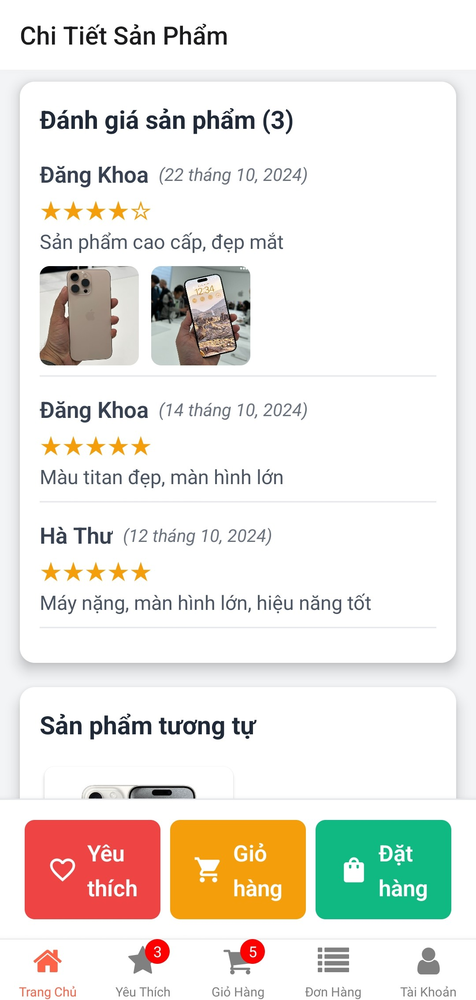 Chi Tiết Sản Phẩm
Đánh giá sản phẩm (3)
Đăng Khoa (22 tháng 10, 2024)
★★★★☆
Sản phẩm cao cấp, đẹp mắt
12:34
Đăng Khoa (14 tháng 10, 2024)
★★★★★
Màu titan đẹp, màn hình lớn
Hà Thư (12 tháng 10, 2024)
★★★★★
Máy nặng, màn hình lớn, hiệu năng tốt
Sản phẩm tương tự
Yêu
thích
Giỏ
hàng
Đặt
hàng
3
5
Trang Chủ
Yêu Thích
Giỏ Hàng
Đơn Hàng
Tài Khoản